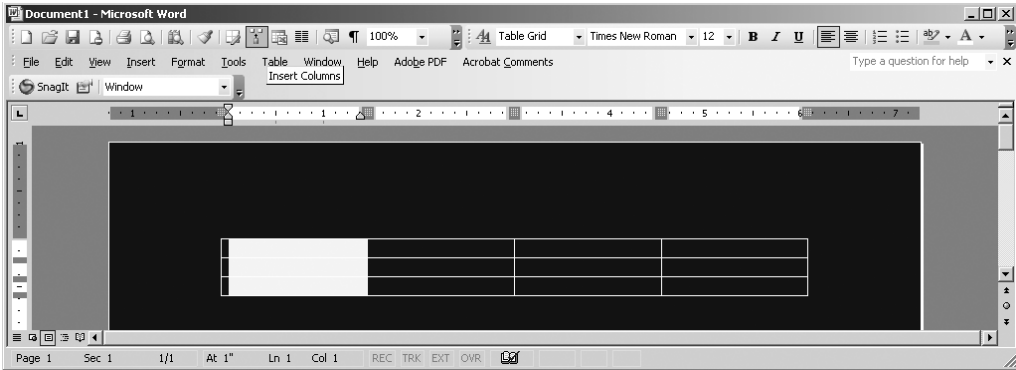 Document1 - Microsoft Word
100% Table Grid Times New Roman 12 B I U
File Edit View Insert Format Tools Table Window Help Adobe PDF Acrobat Comments Type a question for help
Insert Columns
SnagIt Window
1 1 2 4 5 6 7
Page 1 Sec 1 1/1 At 1" Ln 1 Col 1 REC TRK EXT OVR